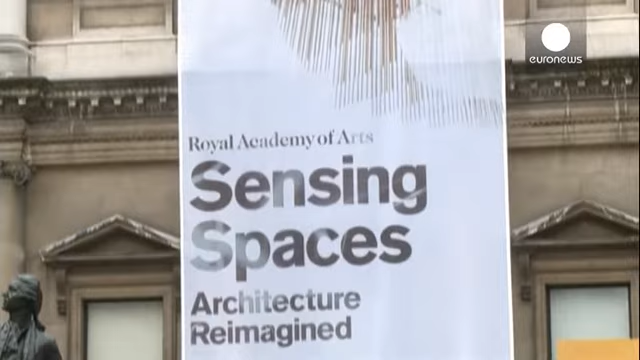 euronews
Royal Academy of Arts
Sensing
Spaces
Architecture
Reimagined